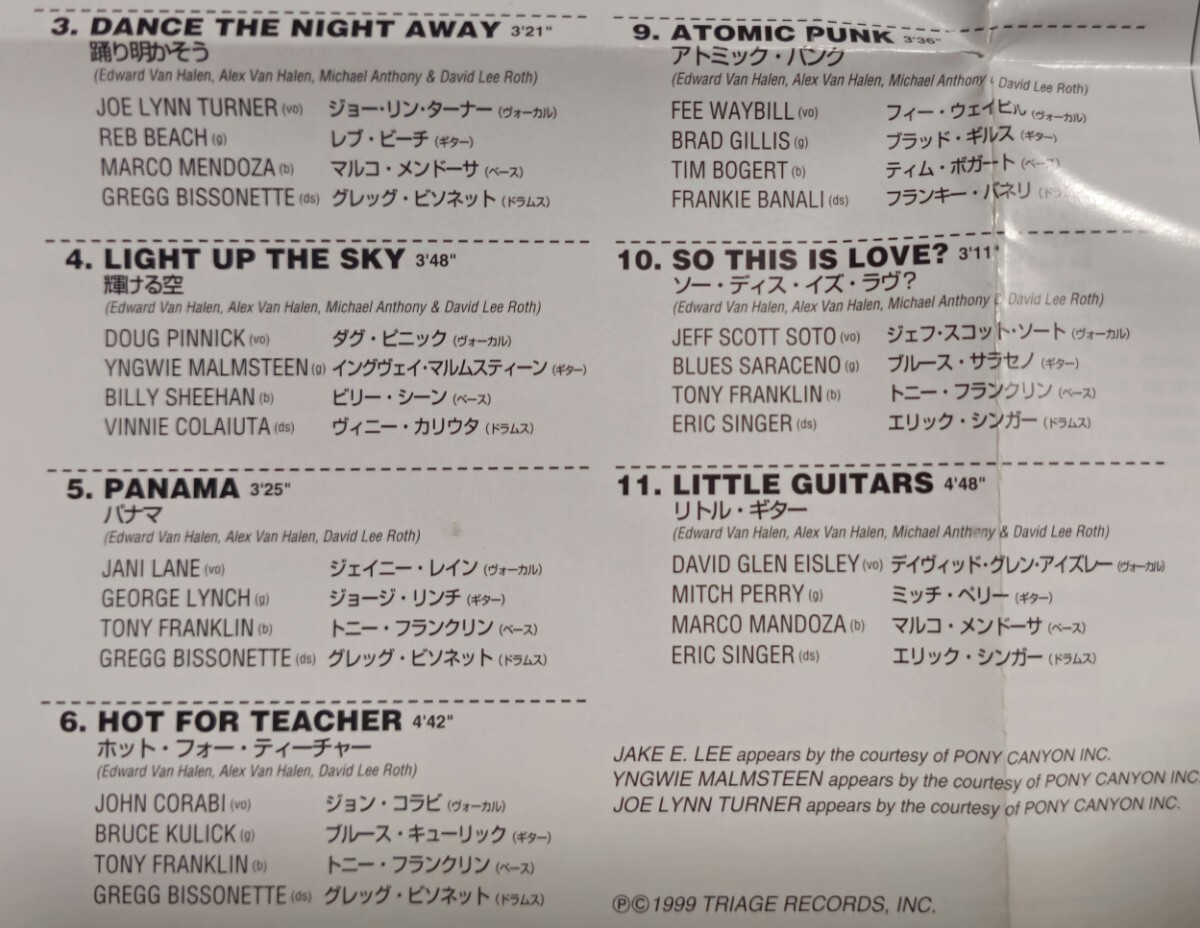 3. DANCE THE NIGHT AWAY 3'21"
踊り明かそう
(Edward Van Halen, Alex Van Halen, Michael Anthony & David Lee Roth)
JOE LYNN TURNER (vo) ジョー・リン・ターナー (ヴォーカル)
REB BEACH (g) レブ・ビーチ (ギター)
MARCO MENDOZA (b) マルコ・メンドーサ (ベース)
GREGG BISSONETTE (ds) グレッグ・ビソネット (ドラムス)
4. LIGHT UP THE SKY 3'48"
輝ける空
(Edward Van Halen, Alex Van Halen, Michael Anthony & David Lee Roth)
DOUG PINNICK (vo) ダグ・ピニック (ヴォーカル)
YNGWIE MALMSTEEN (g) イングヴェイ・マルムスティーン (ギター)
BILLY SHEEHAN (b) ビリー・シーン (ベース)
VINNIE COLAIUTA (ds) ヴィニー・カリウタ (ドラムス)
5. PANAMA 3'25"
パナマ
(Edward Van Halen, Alex Van Halen, David Lee Roth)
JANI LANE (vo) ジェイニー・レイン (ヴォーカル)
GEORGE LYNCH (g) ジョージ・リンチ (ギター)
TONY FRANKLIN (b) トニー・フランクリン (ベース)
GREGG BISSONETTE (ds) グレッグ・ビソネット (ドラムス)
6. HOT FOR TEACHER 4'42"
ホット・フォー・ティーチャー
(Edward Van Halen, Alex Van Halen, David Lee Roth)
JOHN CORABI (vo) ジョン・コラビ (ヴォーカル)
BRUCE KULICK (g) ブルース・キューリック (ギター)
TONY FRANKLIN (b) トニー・フランクリン (ベース)
GREGG BISSONETTE (ds) グレッグ・ビソネット (ドラムス)
9. ATOMIC PUNK 3'36"
アトミック・パンク
(Edward Van Halen, Alex Van Halen, Michael Anthony & David Lee Roth)
FEE WAYBILL (vo) フィー・ウェイビル (ヴォーカル)
BRAD GILLIS (g) ブラッド・ギルス (ギター)
TIM BOGERT (b) ティム・ボガート (ベース)
FRANKIE BANALI (ds) フランキー・バネリ
10. SO THIS IS LOVE? 3'11"
ソー・ディス・イズ・ラヴ?
(Edward Van Halen, Alex Van Halen, Michael Anthony & David Lee Roth)
JEFF SCOTT SOTO (vo) ジェフ・スコット・ソート (ヴォーカル)
BLUES SARACENO (g) ブルース・サラセノ (ギター)
TONY FRANKLIN (b) トニー・フランクリン (ベース)
ERIC SINGER (ds) エリック・シンガー (ドラムス)
11. LITTLE GUITARS 4'48"
リトル・ギター
(Edward Van Halen, Alex Van Halen, Michael Anthony & David Lee Roth)
DAVID GLEN EISLEY (vo) デイヴィッド・グレン・アイズレー (ヴォーカル)
MITCH PERRY (g) ミッチ・ペリー (ギター)
MARCO MANDOZA (b) マルコ・メンドーサ (ベース)
ERIC SINGER (ds) エリック・シンガー (ドラムス)
JAKE E. LEE appears by the courtesy of PONY CANYON INC.
YNGWIE MALMSTEEN appears by the courtesy of PONY CANYON INC
JOE LYNN TURNER appears by the courtesy of PONY CANYON INC.
℗©1999 TRIAGE RECORDS, INC.